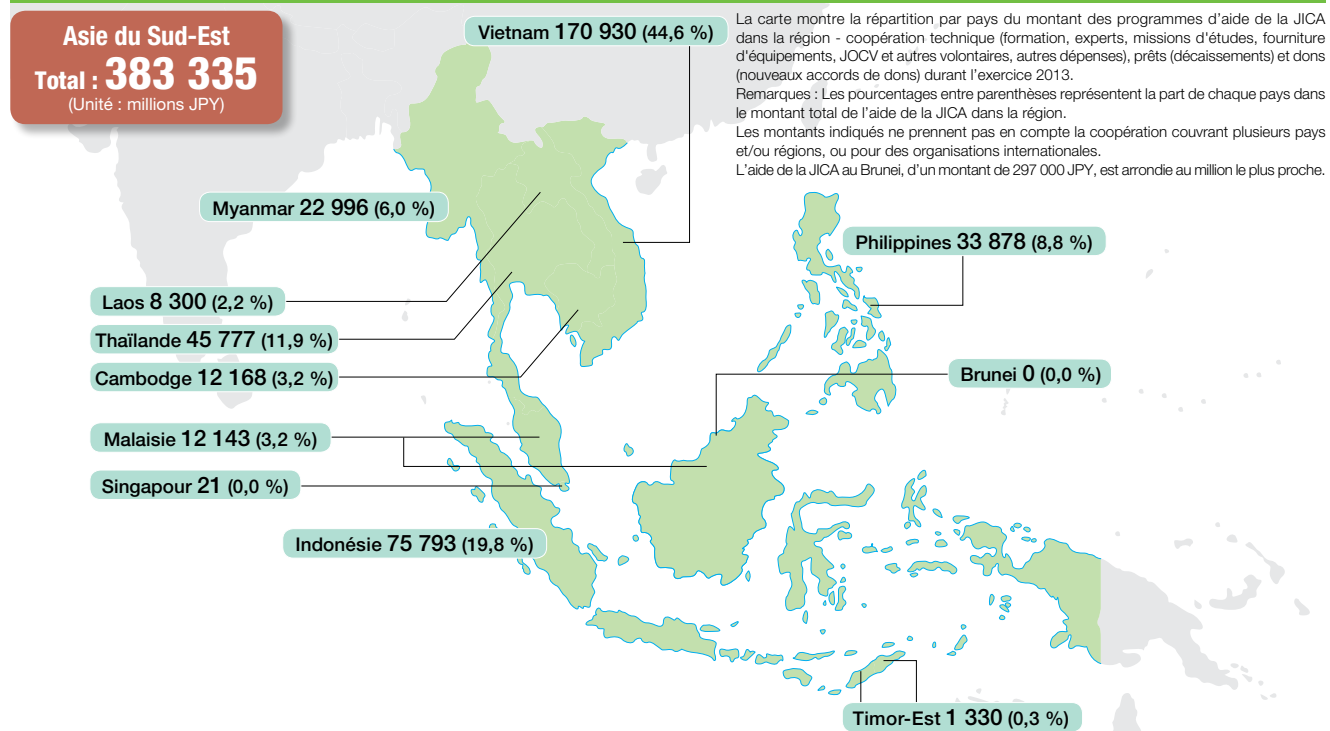 Asie du Sud-Est
Total : 383 335
(Unité : millions JPY)
Vietnam 170 930 (44,6 %)
La carte montre la répartition par pays du montant des programmes d'aide de la JICA
dans la région - coopération technique (formation, experts, missions d'études, fourniture
d'équipements, JOCV et autres volontaires, autres dépenses), prêts (décaissements) et dons
(nouveaux accords de dons) durant l'exercice 2013.
Remarques : Les pourcentages entre parenthèses représentent la part de chaque pays dans
le montant total de l'aide de la JICA dans la région.
Les montants indiqués ne prennent pas en compte la coopération couvrant plusieurs pays
et/ou régions, ou pour des organisations internationales.
L'aide de la JICA au Brunei, d'un montant de 297 000 JPY, est arrondie au million le plus proche.
Myanmar 22 996 (6,0 %)
Philippines 33 878 (8,8 %)
Laos 8 300 (2,2 %)
Thaïlande 45 777 (11,9 %)
Cambodge 12 168 (3,2 %)
Brunei 0 (0,0 %)
Malaisie 12 143 (3,2 %)
Singapour 21 (0,0 %)
Indonésie 75 793 (19,8 %)
Timor-Est 1 330 (0,3 %)